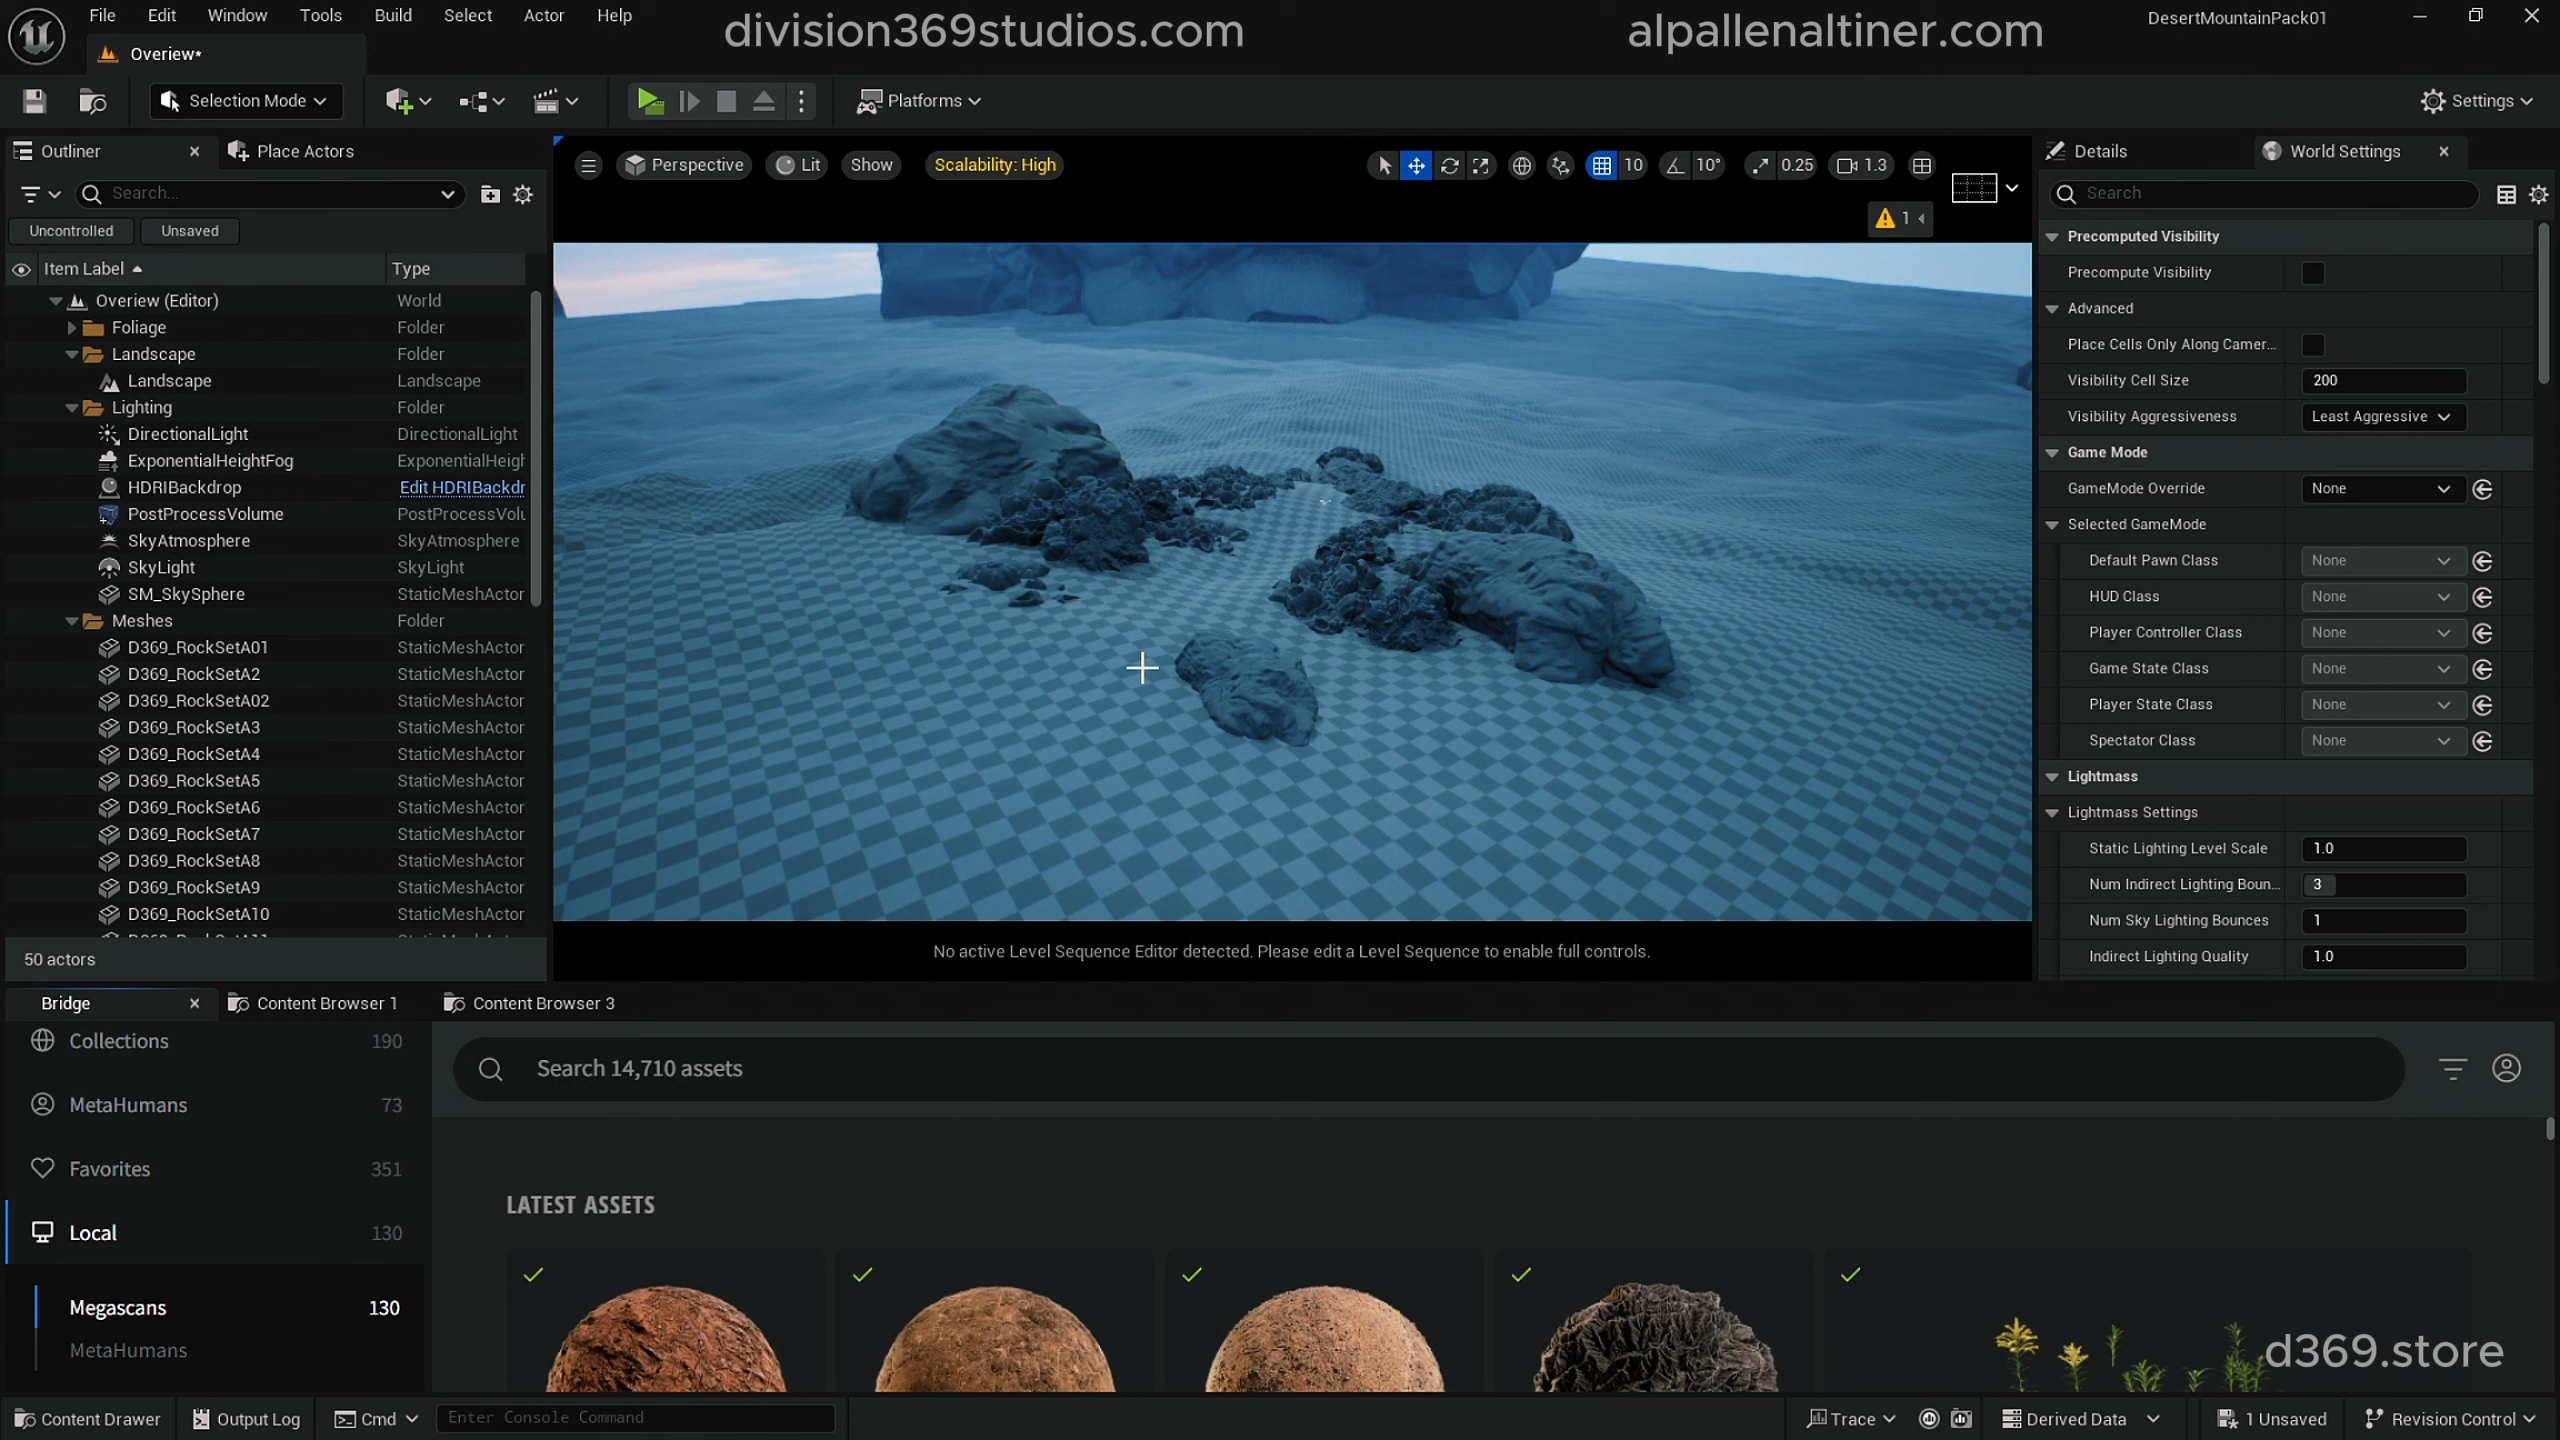 File Edit Window Tools Build Select Actor Help
division369studios.com
alpallenaltiner.com
DesertMountainPack01
Overiew*
Selection Mode
Platforms
Settings
Outliner
Place Actors
Search...
Uncontrolled
Unsaved
Item Label
Type
Overiew (Editor) World
Foliage Folder
Landscape Folder
Landscape Landscape
Lighting Folder
DirectionalLight DirectionalLight
ExponentialHeightFog ExponentialHeigh
HDRIBackdrop Edit HDRIBackdr
PostProcessVolume PostProcessVolu
SkyAtmosphere SkyAtmosphere
SkyLight SkyLight
SM_SkySphere StaticMeshActor
Meshes Folder
D369_RockSetA01 StaticMeshActor
D369_RockSetA2 StaticMeshActor
D369_RockSetA02 StaticMeshActor
D369_RockSetA3 StaticMeshActor
D369_RockSetA4 StaticMeshActor
D369_RockSetA5 StaticMeshActor
D369_RockSetA6 StaticMeshActor
D369_RockSetA7 StaticMeshActor
D369_RockSetA8 StaticMeshActor
D369_RockSetA9 StaticMeshActor
D369_RockSetA10 StaticMeshActor
50 actors
Perspective
Lit
Show
Scalability: High
10
10°
0.25
1.3
1
No active Level Sequence Editor detected. Please edit a Level Sequence to enable full controls.
Details
World Settings
Search
Precomputed Visibility
Precompute Visibility
Advanced
Place Cells Only Along Camer...
Visibility Cell Size 200
Visibility Aggressiveness Least Aggressive
Game Mode
GameMode Override None
Selected GameMode
Default Pawn Class None
HUD Class None
Player Controller Class None
Game State Class None
Player State Class None
Spectator Class None
Lightmass
Lightmass Settings
Static Lighting Level Scale 1.0
Num Indirect Lighting Boun... 3
Num Sky Lighting Bounces 1
Indirect Lighting Quality 1.0
Bridge
Content Browser 1
Content Browser 3
Collections 190
MetaHumans 73
Favorites 351
Local 130
Megascans 130
MetaHumans
Search 14,710 assets
LATEST ASSETS
d369.store
Content Drawer
Output Log
Cmd
Enter Console Command
Trace
Derived Data
1 Unsaved
Revision Control